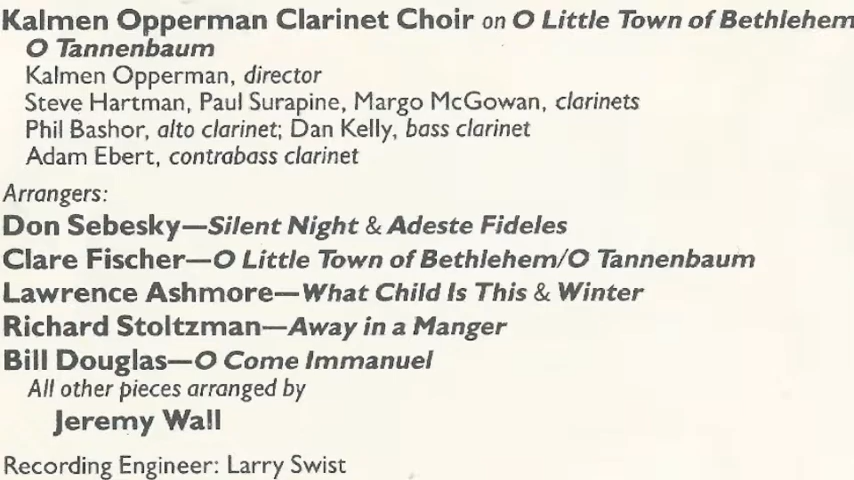 Kalmen Opperman Clarinet Choir on O Little Town of Bethlehem
O Tannenbaum
Kalmen Opperman, director
Steve Hartman, Paul Surapine, Margo McGowan, clarinets
Phil Bashor, alto clarinet; Dan Kelly, bass clarinet
Adam Ebert, contrabass clarinet
Arrangers:
Don Sebesky—Silent Night & Adeste Fideles
Clare Fischer—O Little Town of Bethlehem/O Tannenbaum
Lawrence Ashmore—What Child Is This & Winter
Richard Stoltzman—Away in a Manger
Bill Douglas—O Come Immanuel
All other pieces arranged by
Jeremy Wall
Recording Engineer: Larry Swist